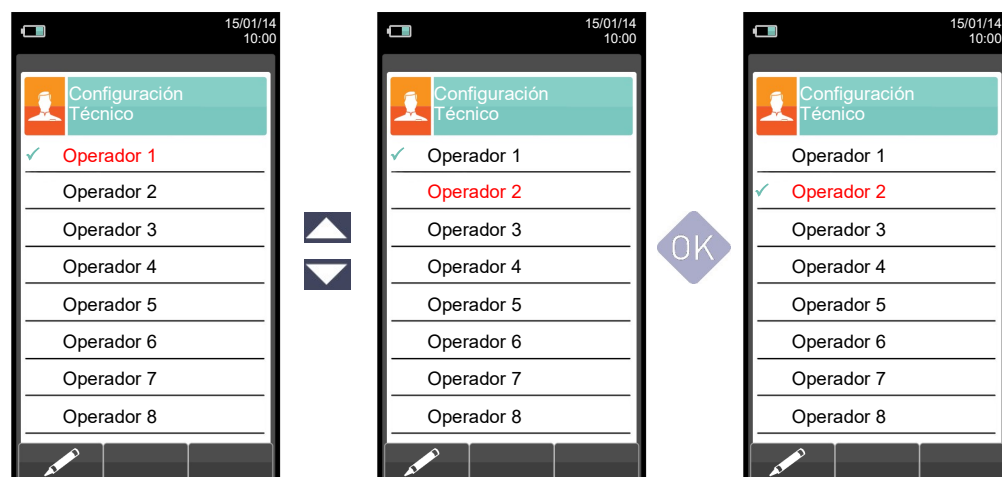 15/01/14
10:00
Configuración
Técnico
Operador 1
Operador 2
Operador 3
Operador 4
Operador 5
Operador 6
Operador 7
Operador 8
15/01/14
10:00
Configuración
Técnico
Operador 1
Operador 2
Operador 3
Operador 4
Operador 5
Operador 6
Operador 7
Operador 8
OK
15/01/14
10:00
Configuración
Técnico
Operador 1
Operador 2
Operador 3
Operador 4
Operador 5
Operador 6
Operador 7
Operador 8